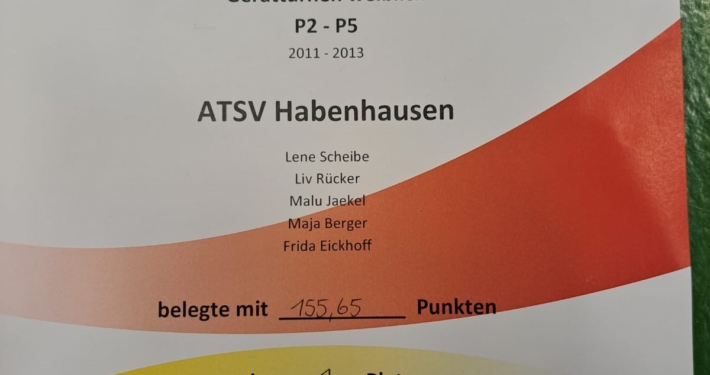 P2 - P5
2011 - 2013
ATSV Habenhausen
Lene Scheibe
Liv Rücker
Malu Jaekel
Maja Berger
Frida Eickhoff
belegte mit 155,65 Punkten